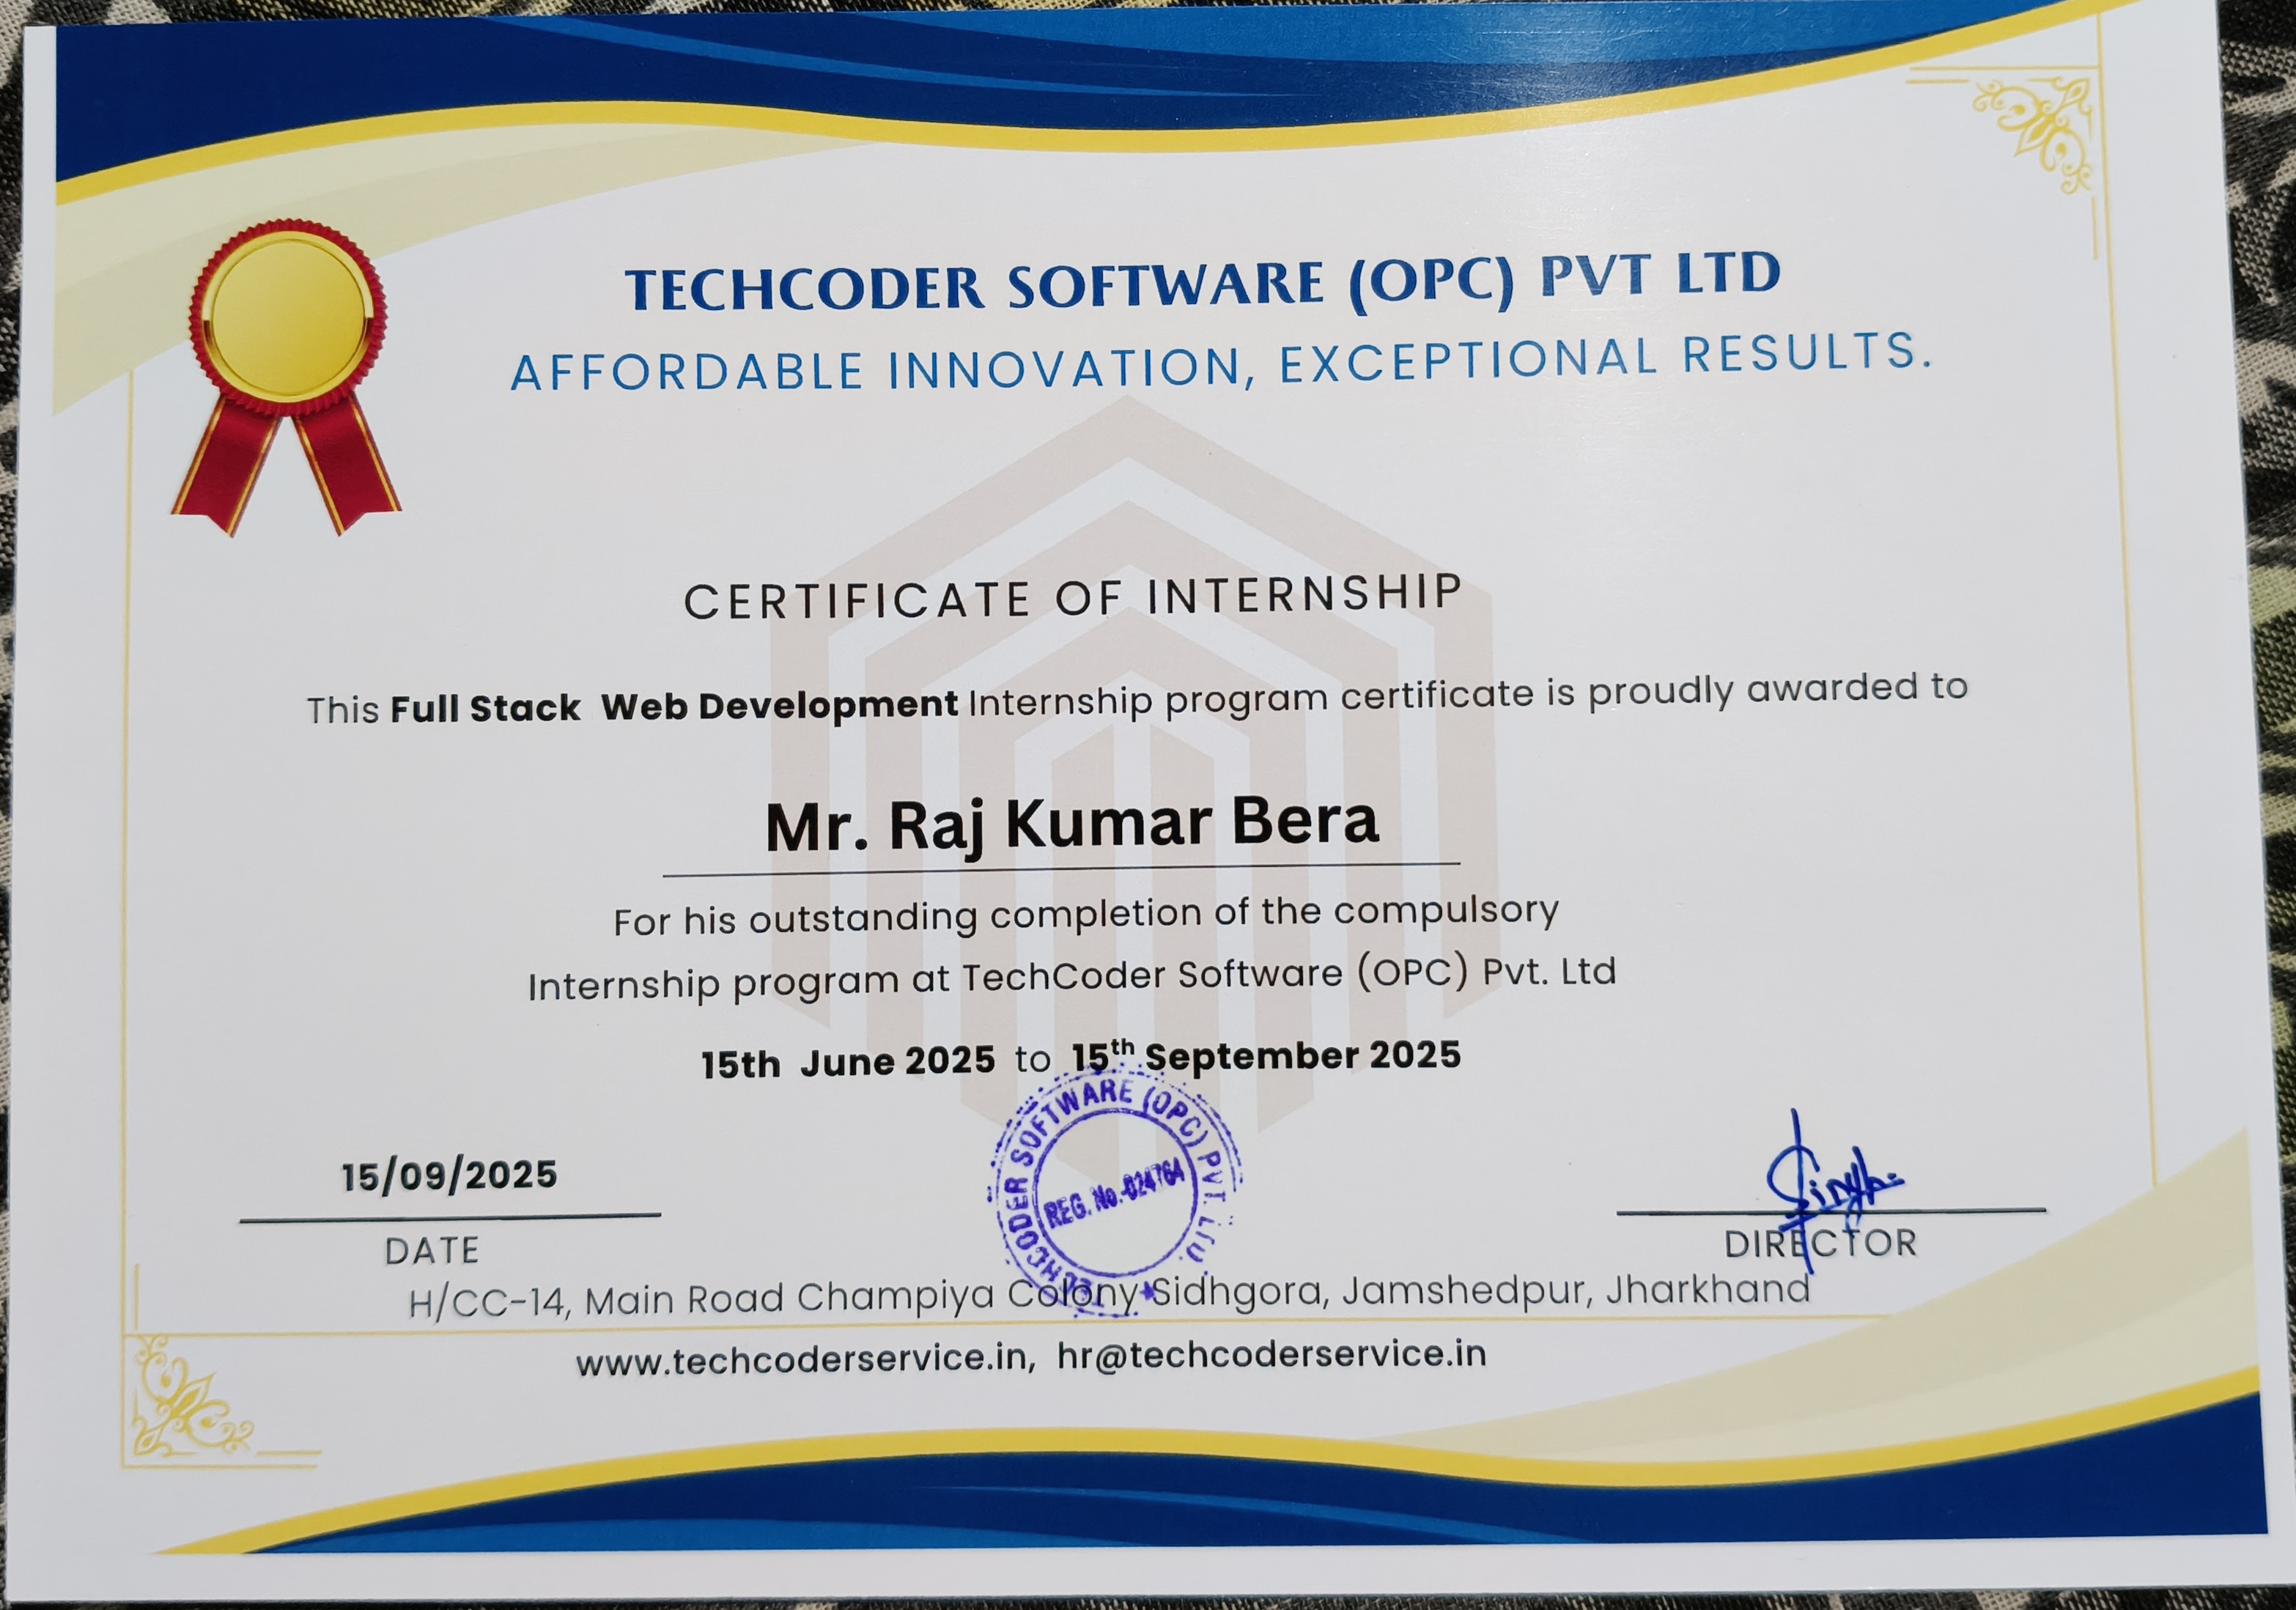 TECHCODER SOFTWARE (OPC) PVT LTD
AFFORDABLE INNOVATION, EXCEPTIONAL RESULTS.
CERTIFICATE OF INTERNSHIP
This Full Stack Web Development Internship program certificate is proudly awarded to
Mr. Raj Kumar Bera
For his outstanding completion of the compulsory
Internship program at TechCoder Software (OPC) Pvt. Ltd
15th June 2025 to 15th September 2025
15/09/2025
DATE
TECHCODER SOFTWARE (OPC) PVT. LTD.
REG. No.-024764
Singh
DIRECTOR
H/CC-14, Main Road Champiya Colony Sidhgora, Jamshedpur, Jharkhand
www.techcoderservice.in, hr@techcoderservice.in